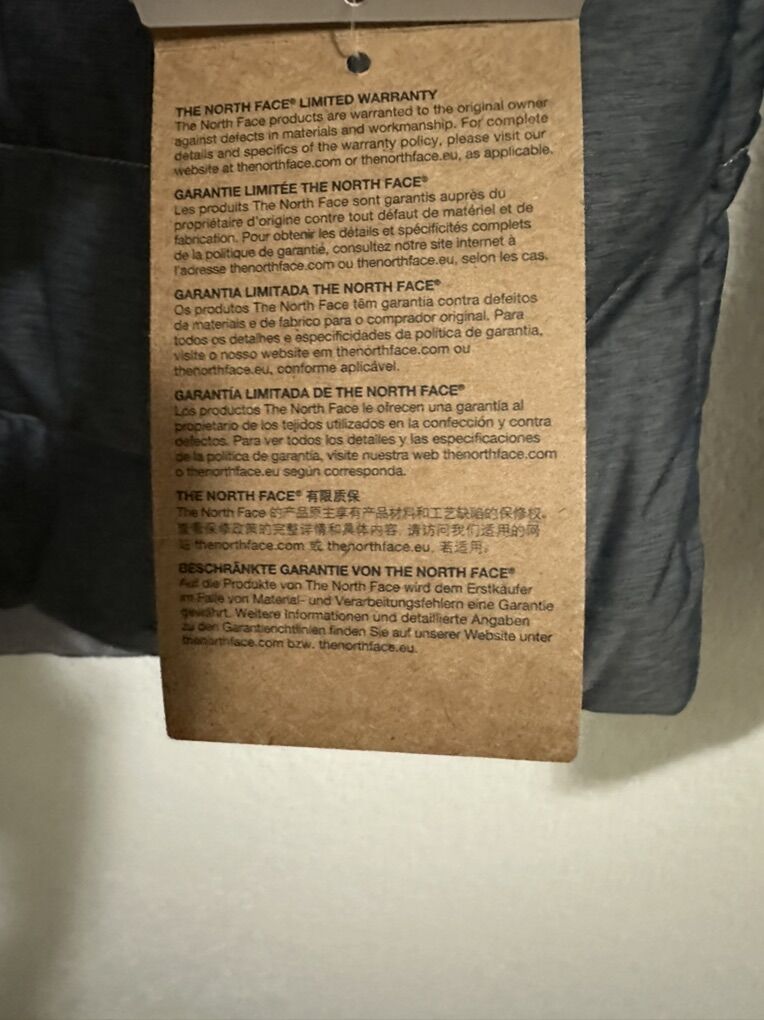 THE NORTH FACE® LIMITED WARRANTY
The North Face products are warranted to the original owner
against defects in materials and workmanship. For complete
details and specifics of the warranty policy, please visit our
website at thenorthface.com or thenorthface.eu, as applicable.
GARANTIE LIMITÉE THE NORTH FACE®
Les produits The North Face sont garantis auprès du
propriétaire d'origine contre tout défaut de matériel et de
fabrication. Pour obtenir les détails et spécificités complets
de la politique de garantie, consultez notre site internet à
l'adresse thenorthface.com ou thenorthface.eu, selon les cas.
GARANTIA LIMITADA THE NORTH FACE®
Os produtos The North Face têm garantia contra defeitos
de materiais e de fabrico para o comprador original. Para
todos os detalhes e especificidades da política de garantia,
visite o nosso website em thenorthface.com ou
thenorthface.eu, conforme aplicável.
GARANTÍA LIMITADA DE THE NORTH FACE®
Los productos The North Face le ofrecen una garantía al
propietario de los tejidos utilizados en la confección y contra
defectos. Para ver todos los detalles y las especificaciones
de la política de garantía, visite nuestra web thenorthface.com
o thenorthface.eu según corresponda.
THE NORTH FACE® 有限质保
The North Face 的产品原主享有产品材料和工艺缺陷的保修权。
查看保修政策的完整详情和具体内容, 请访问我们适用的网
站 thenorthface.com 或 thenorthface.eu, 若适用。
BESCHRÄNKTE GARANTIE VON THE NORTH FACE®
Auf die Produkte von The North Face wird dem Erstkäufer
im Falle von Material- und Verarbeitungsfehlern eine Garantie
gewährt. Weitere Informationen und detaillierte Angaben
zu den Garantierichtlinien finden Sie auf unserer Website unter
thenorthface.com bzw. thenorthface.eu.